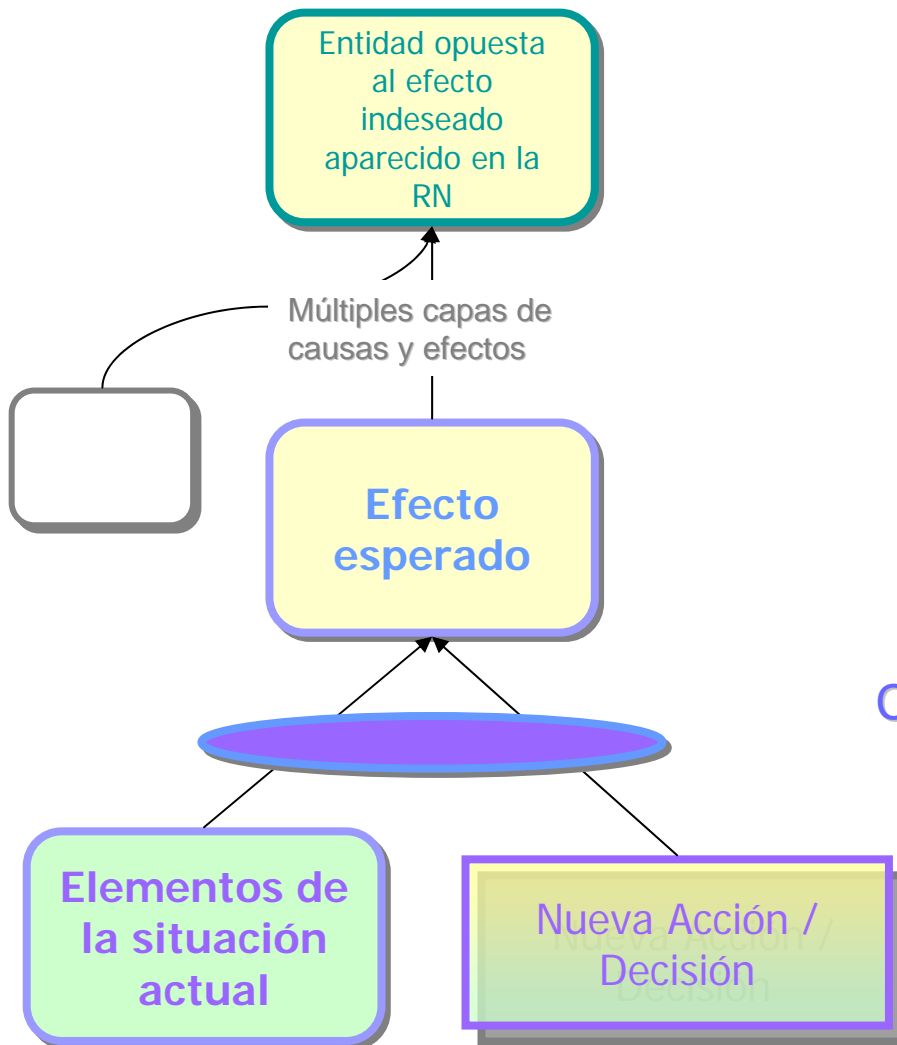 Entidad opuesta
al efecto
indeseado
aparecido en la
RN
Múltiples capas de
causas y efectos
Efecto
esperado
Elementos de
la situación
actual
Nueva Acción /
Decisión